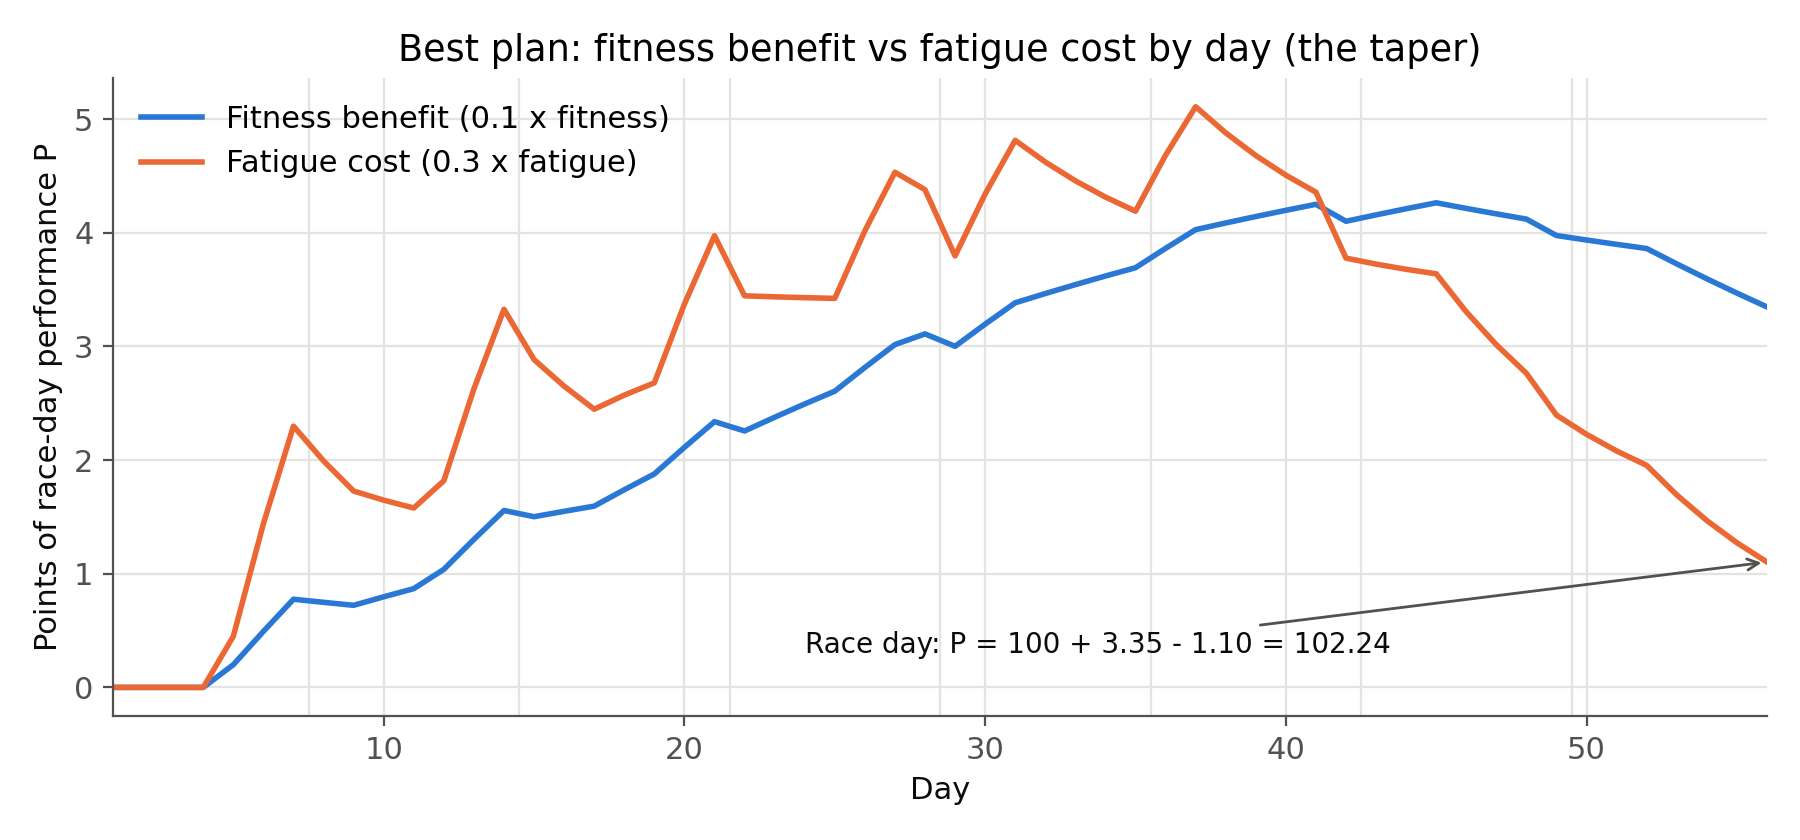 Best plan: fitness benefit vs fatigue cost by day (the taper)
Fitness benefit (0.1 x fitness)
Fatigue cost (0.3 x fatigue)
Points of race-day performance P
5
4
3
2
1
0
Race day: P = 100 + 3.35 - 1.10 = 102.24
10 20 30 40 50
Day